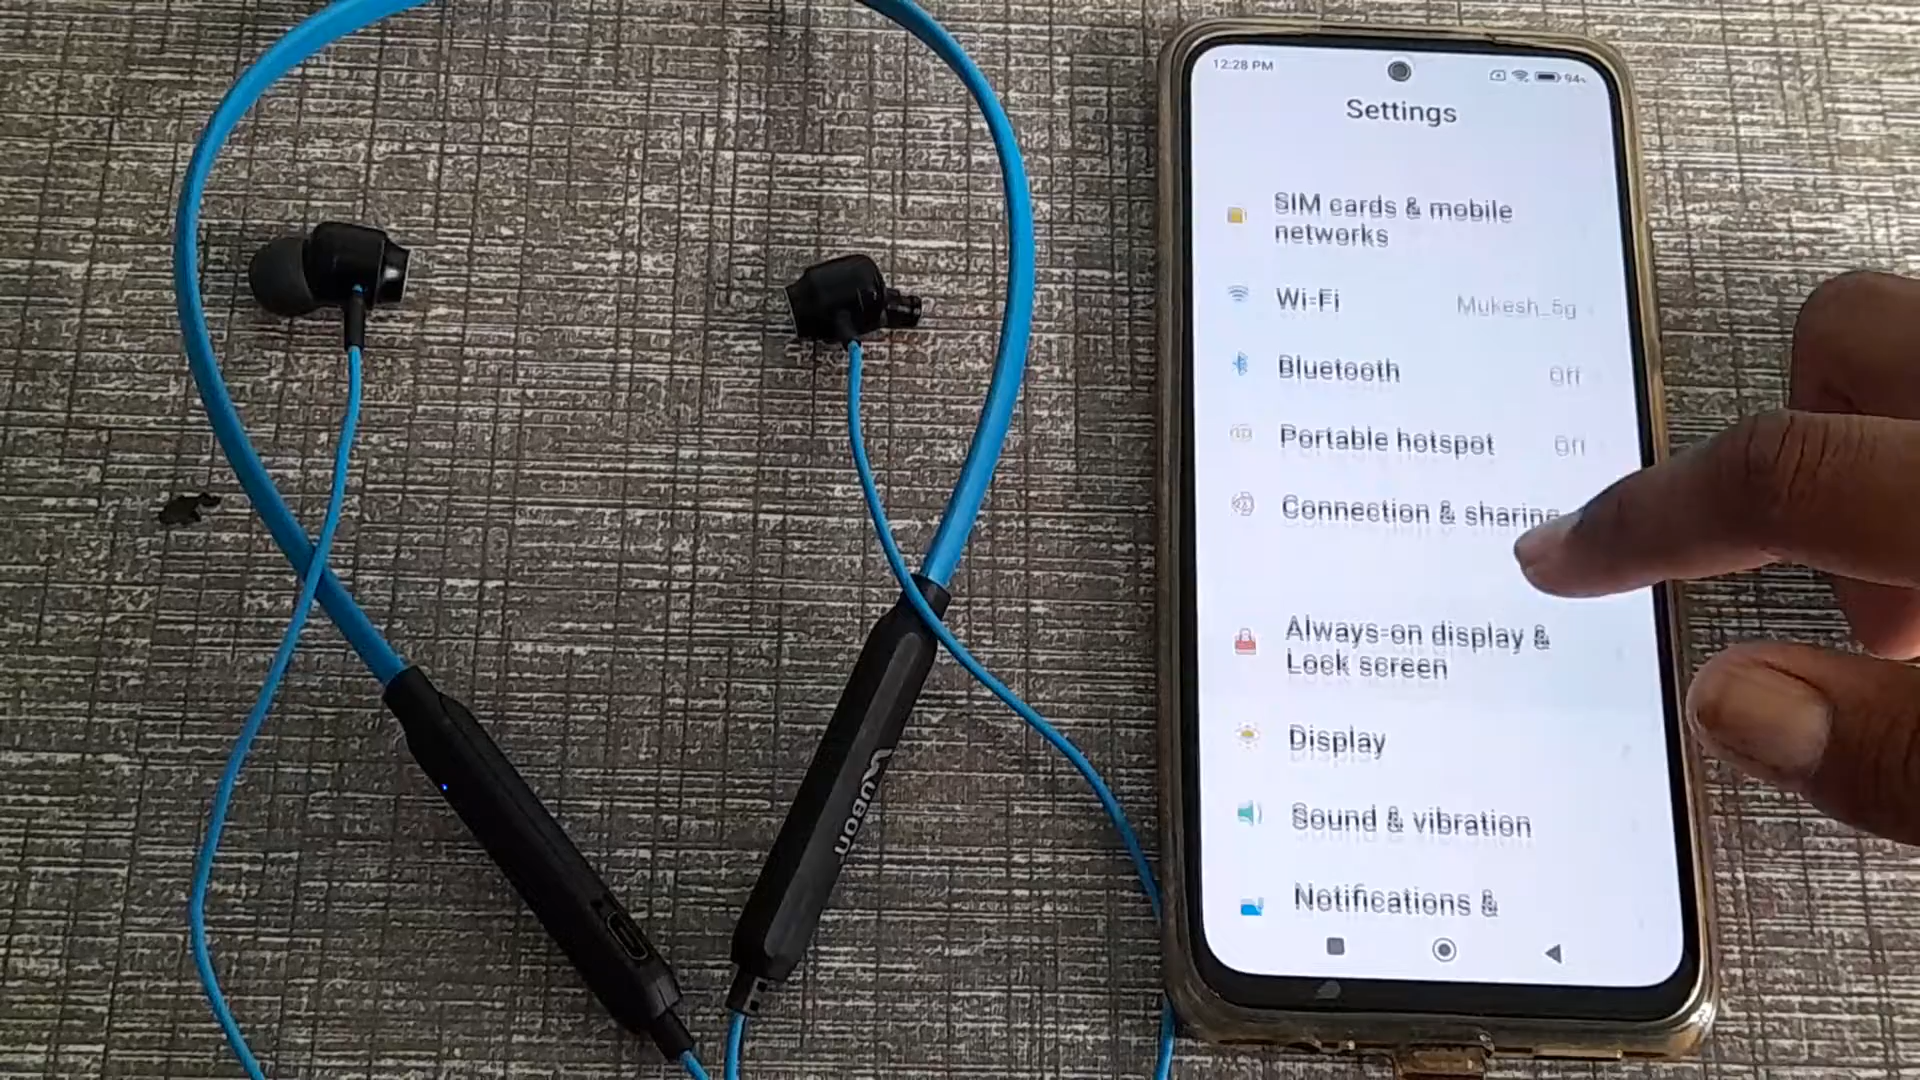 12:28 PM
94%
Settings
SIM cards & mobile
networks
Wi-Fi
Mukesh_5g
Bluetooth
Off
Portable hotspot
Off
Connection & sharing
Always-on display &
Lock screen
Display
Sound & vibration
Notifications &
UBON